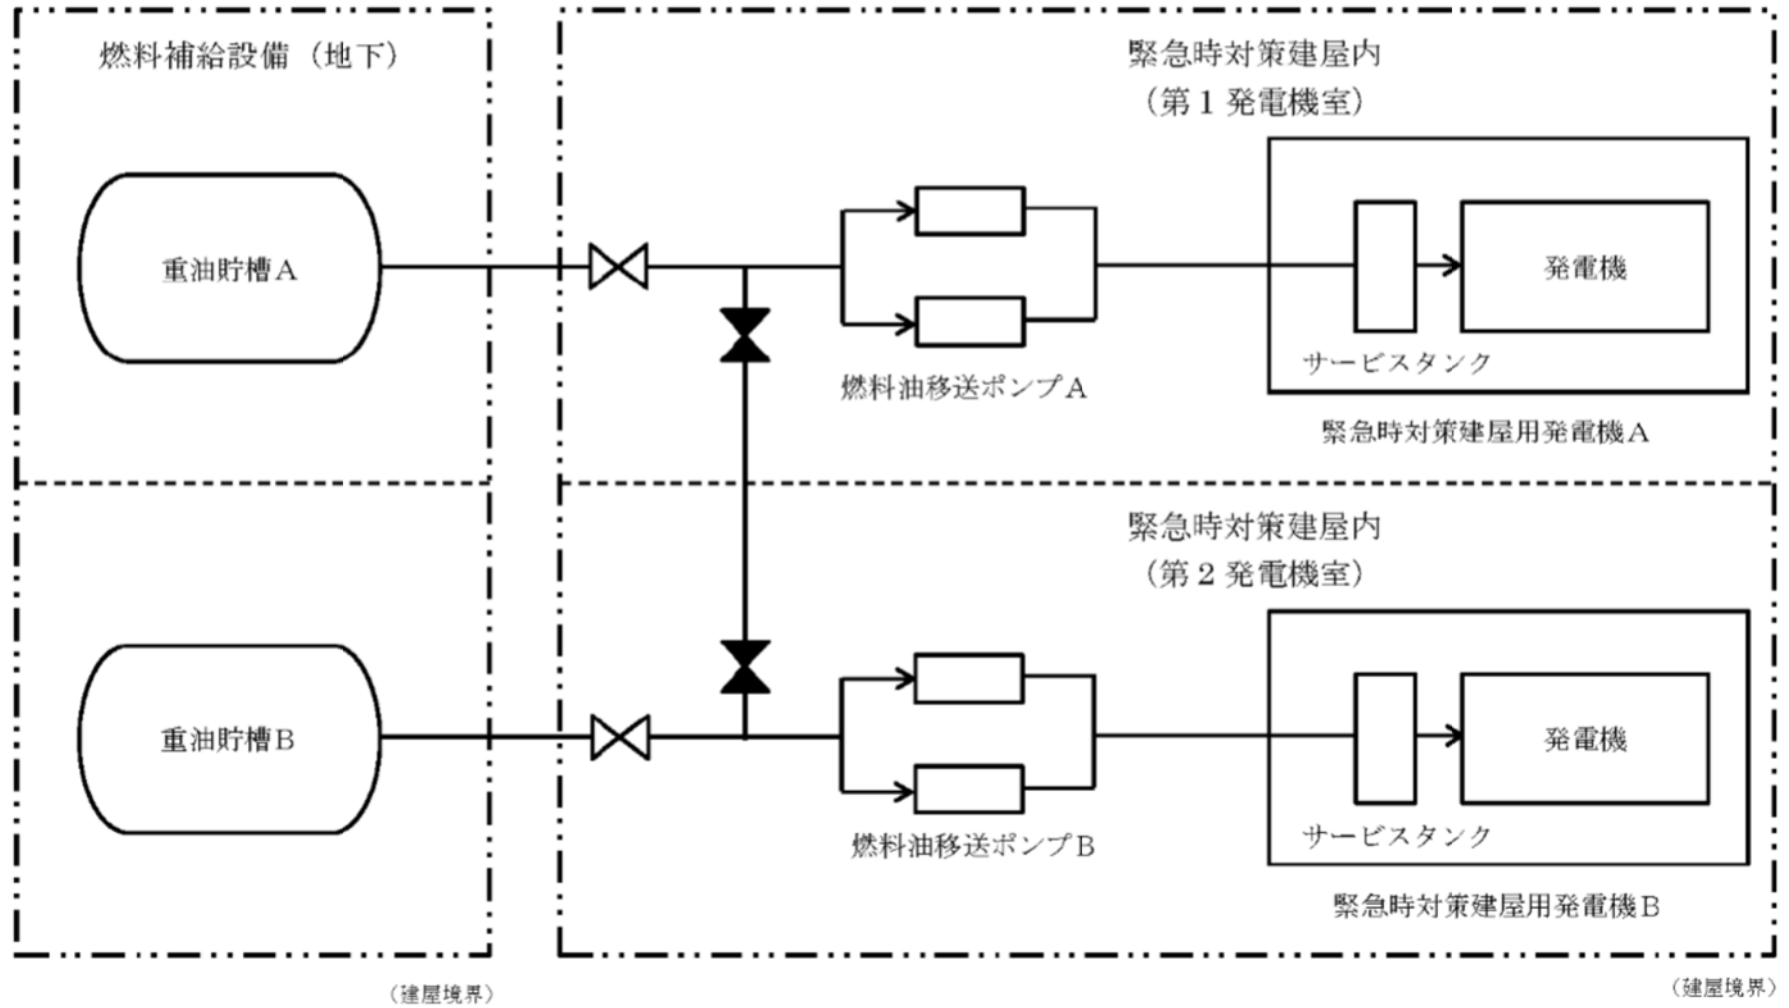 燃料補給設備（地下）
緊急時対策建屋内
（第1発電機室）
重油貯槽A
発電機
サービスタンク
燃料油移送ポンプA
緊急時対策建屋用発電機A
緊急時対策建屋内
（第2発電機室）
重油貯槽B
発電機
サービスタンク
燃料油移送ポンプB
緊急時対策建屋用発電機B
（建屋境界）
（建屋境界）